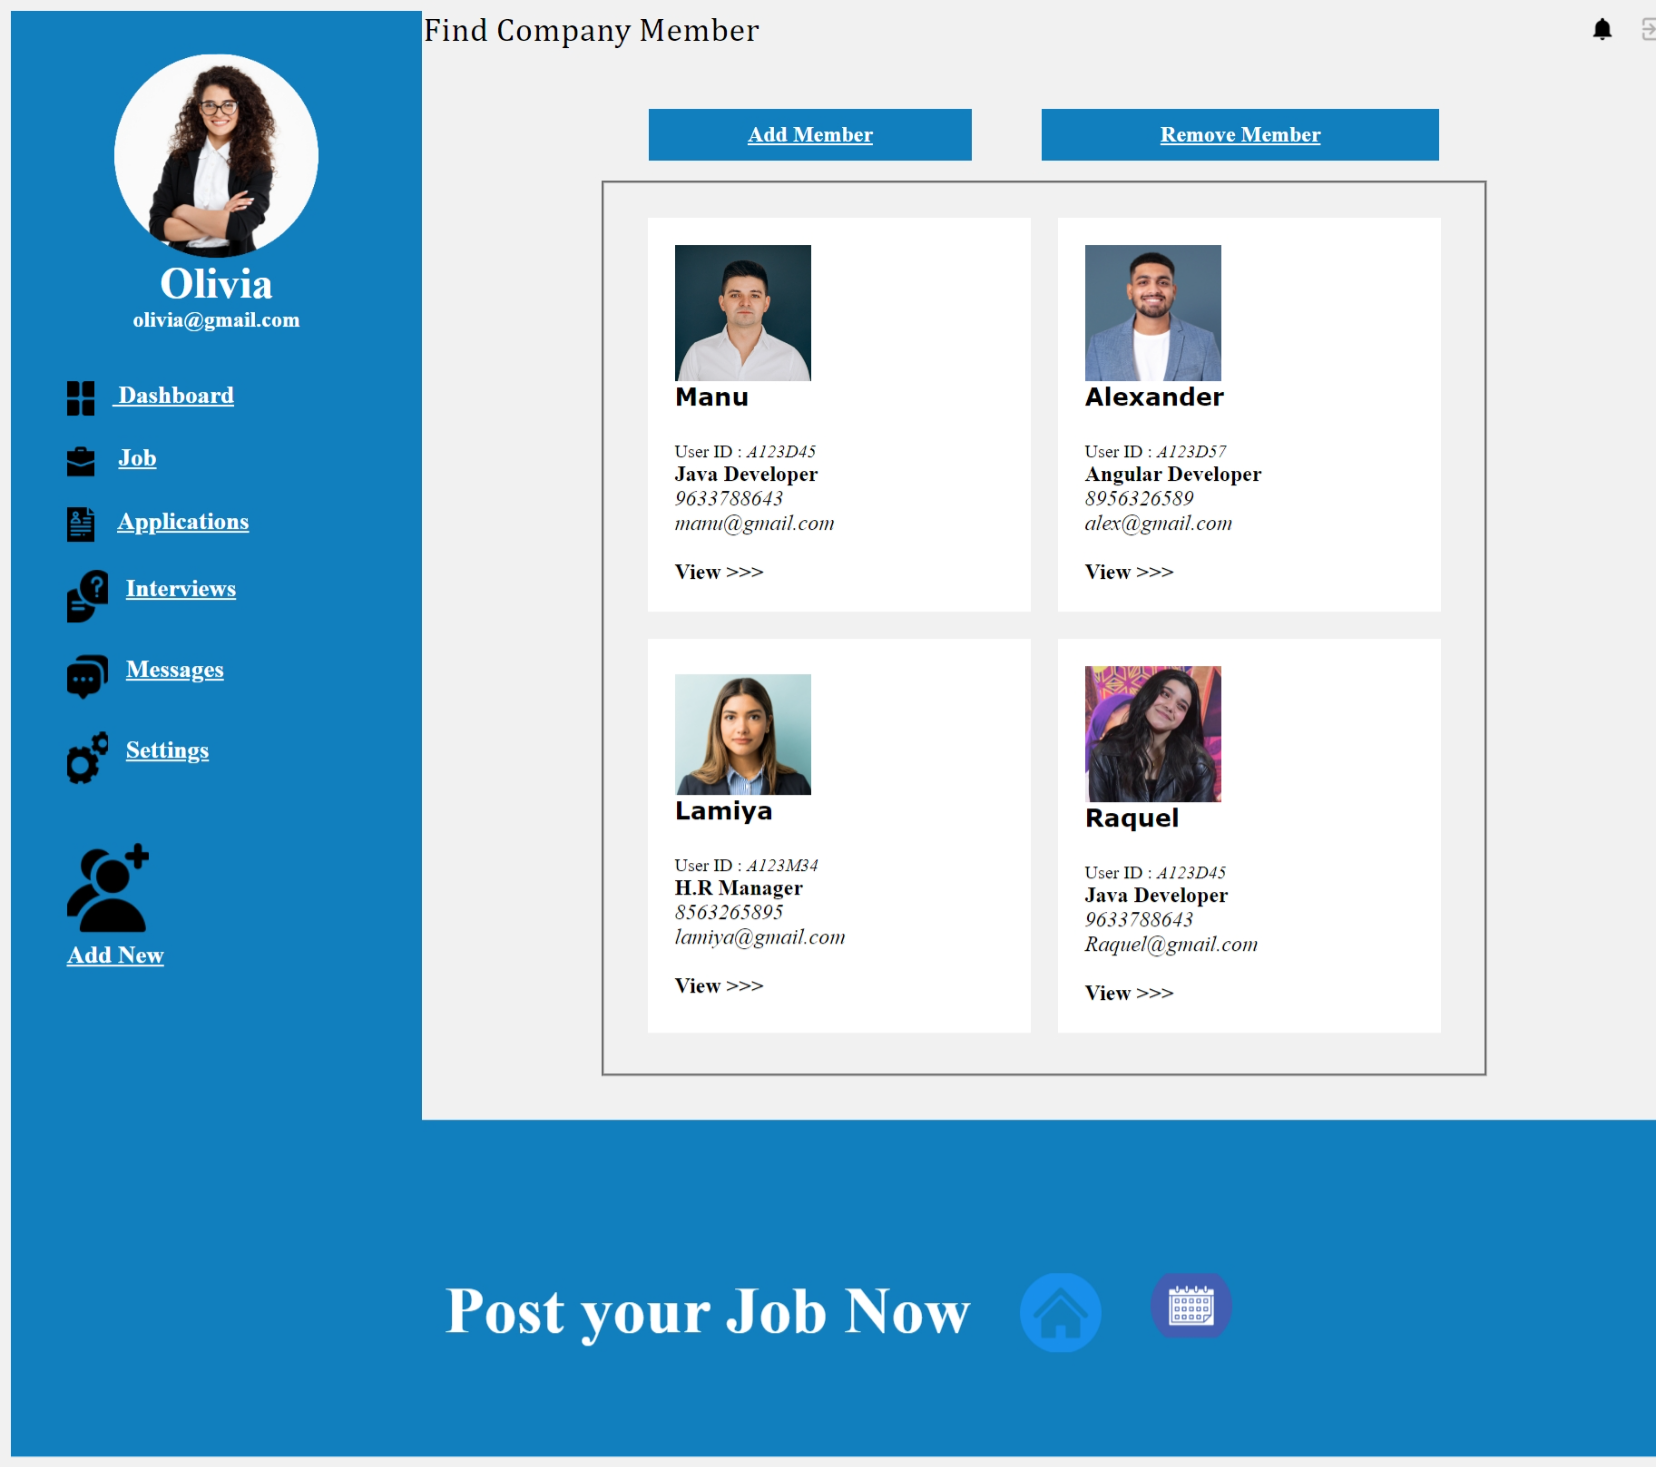 Find Company Member
Olivia
olivia@gmail.com
Dashboard
Job
Applications
Interviews
Messages
Settings
Add New
Add Member
Remove Member
Manu
User ID : A123D45
Java Developer
9633788643
manu@gmail.com
View >>>
Alexander
User ID : A123D57
Angular Developer
8956326589
alex@gmail.com
View >>>
Lamiya
User ID : A123M34
H.R Manager
8563265895
lamiya@gmail.com
View >>>
Raquel
User ID : A123D45
Java Developer
9633788643
Raquel@gmail.com
View >>>
Post your Job Now